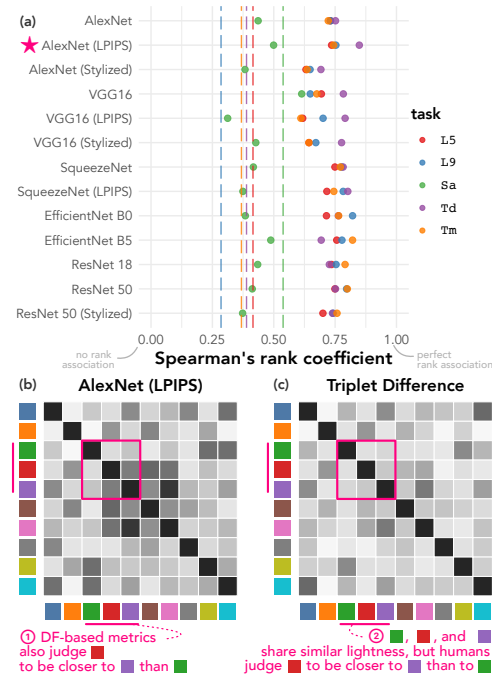 (a)
AlexNet
AlexNet (LPIPS)
AlexNet (Stylized)
VGG16
VGG16 (LPIPS)
VGG16 (Stylized)
SqueezeNet
SqueezeNet (LPIPS)
EfficientNet B0
EfficientNet B5
ResNet 18
ResNet 50
ResNet 50 (Stylized)
task
L5
L9
Sa
Td
Tm
0.00 0.25 0.50 0.75 1.00
no rank
association
Spearman's rank coefficient
perfect
rank association
(b) AlexNet (LPIPS)
(c) Triplet Difference
1 DF-based metrics
also judge
to be closer to than
2 , , and
share similar lightness, but humans
judge to be closer to than to